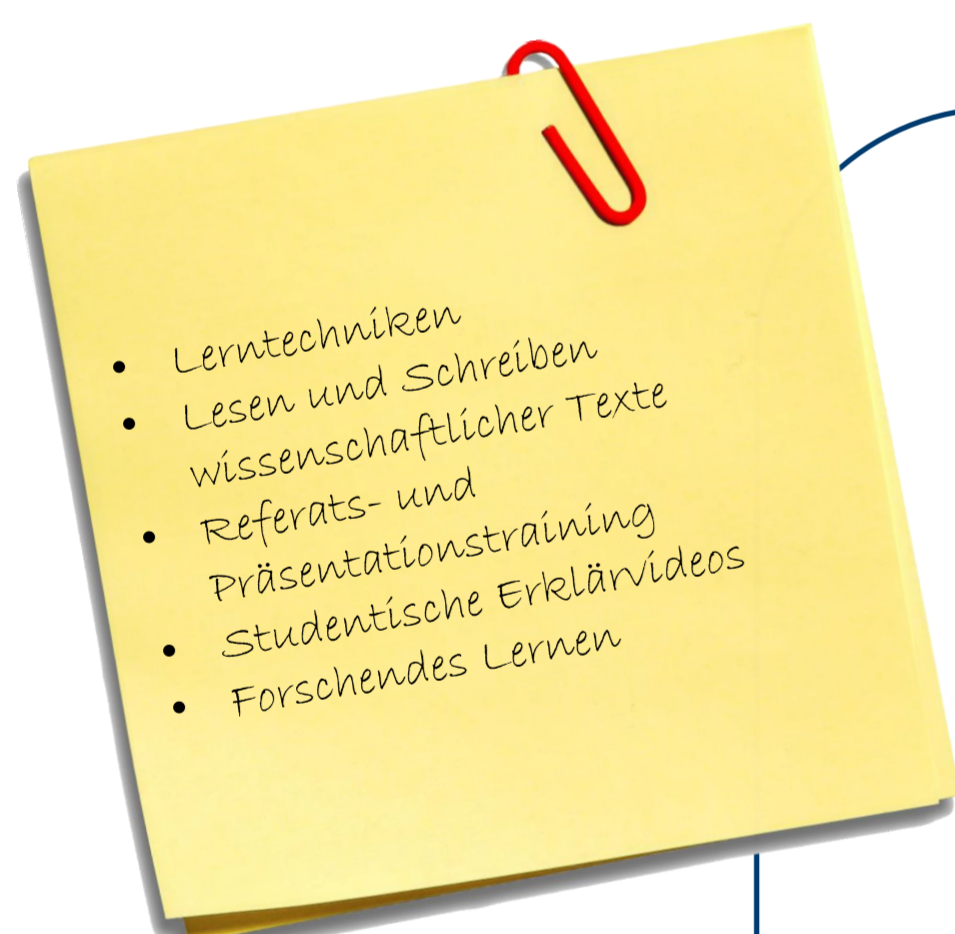 • Lerntechniken
• Lesen und Schreiben
wissenschaftlicher Texte
• Referats- und
Präsentationstraining
• Studentische Erklärvideos
• Forschendes Lernen